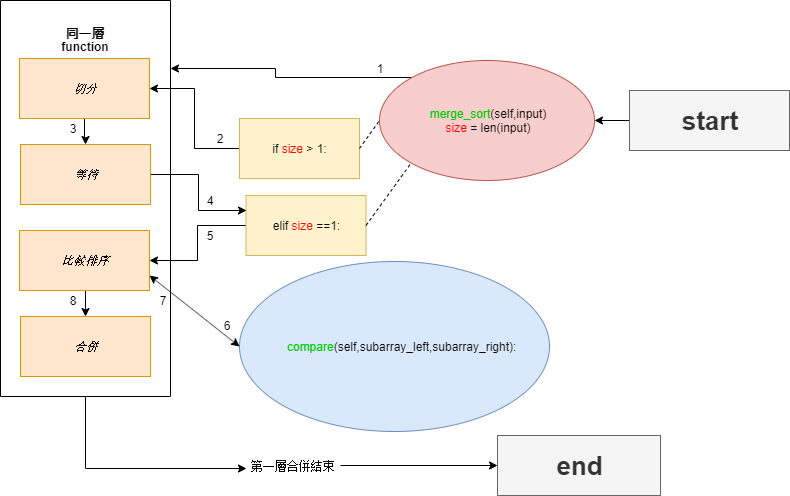 同一層
function
切分
3
等待
比較排序
8
合併
1
2
if size > 1:
4
elif size ==1:
5
7
6
merge_sort(self,input)
size = len(input)
start
compare(self,subarray_left,subarray_right):
第一層合併結束
end